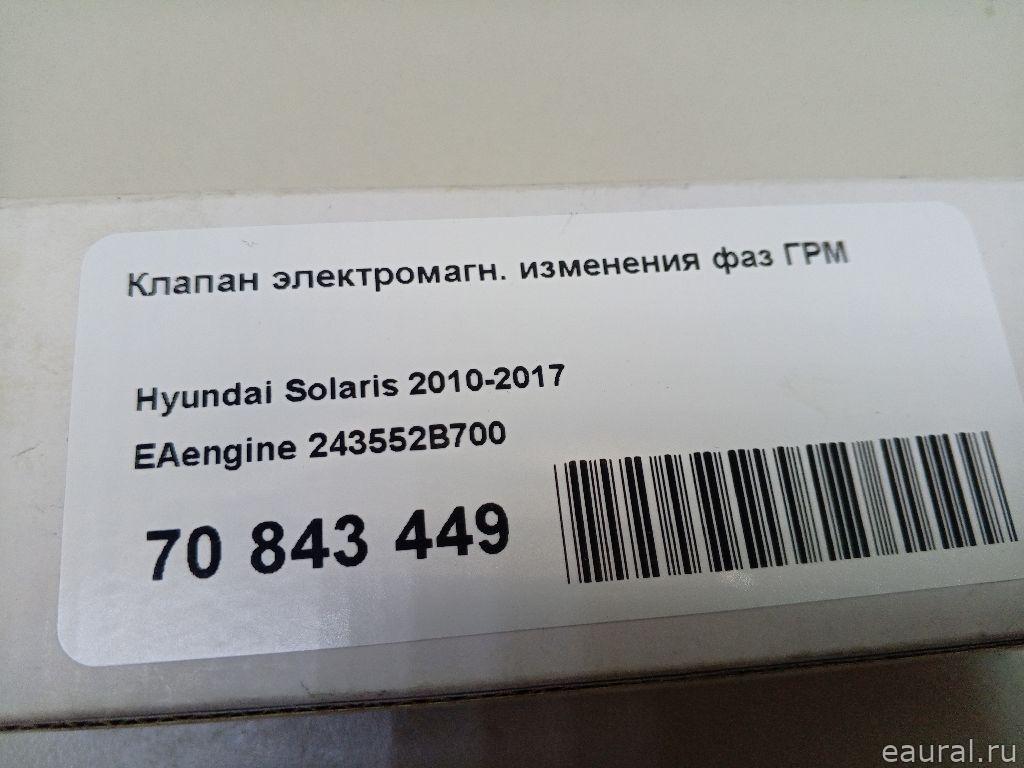 Клапан электромагн. изменения фаз ГРМ
Hyundai Solaris 2010-2017
EAengine 243552B700
70 843 449
eaural.ru